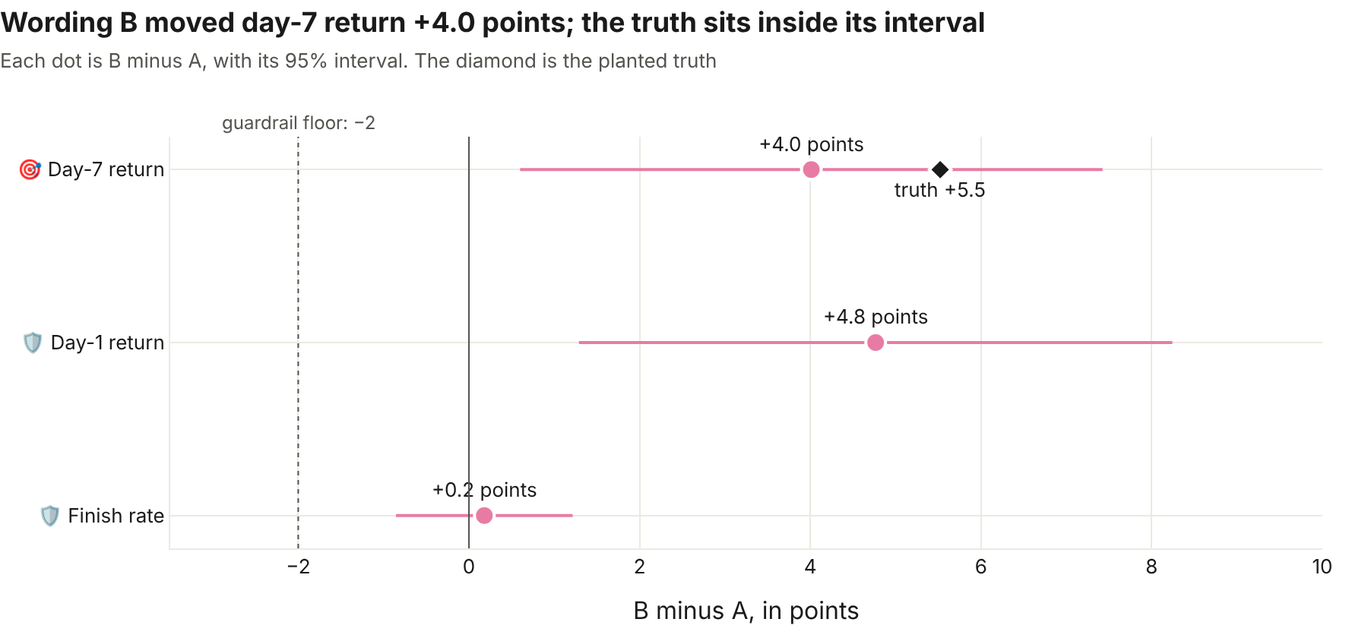 Wording B moved day-7 return +4.0 points; the truth sits inside its interval
Each dot is B minus A, with its 95% interval. The diamond is the planted truth
guardrail floor: −2
+4.0 points
🎯 Day-7 return
truth +5.5
+4.8 points
🛡️ Day-1 return
+0.2 points
🛡️ Finish rate
−2 0 2 4 6 8 10
B minus A, in points